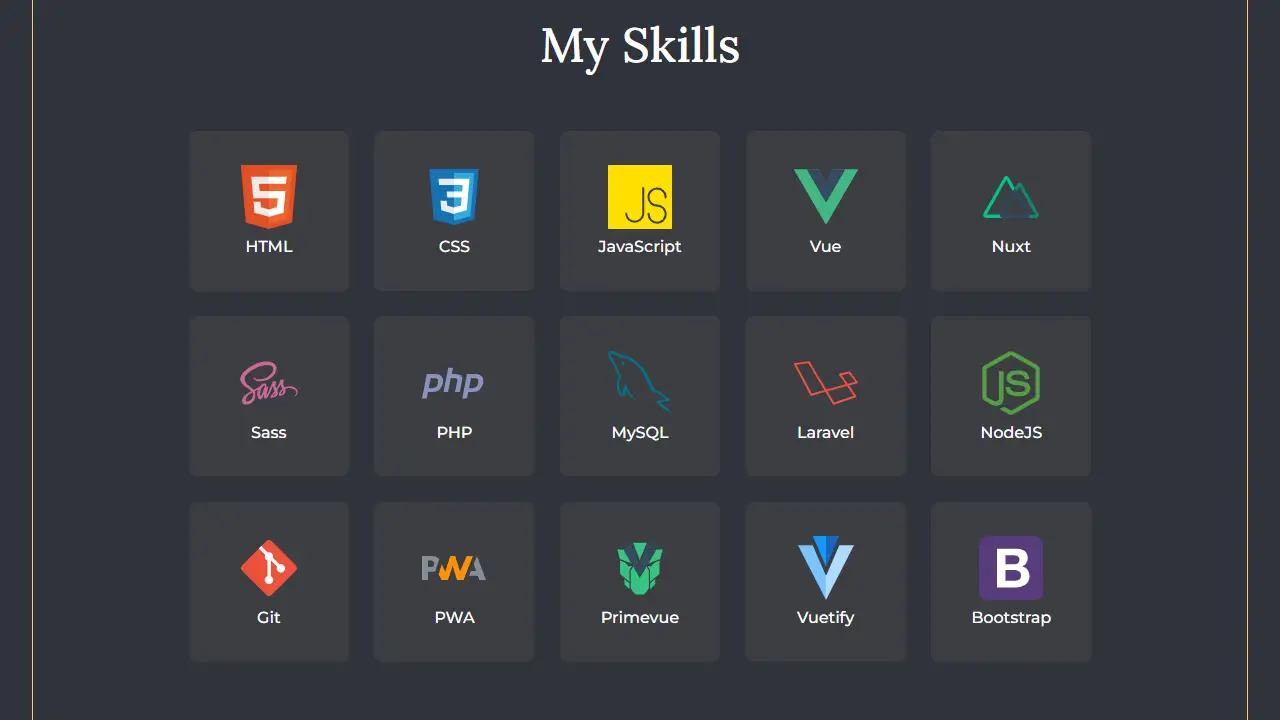 My Skills
5
3
JS
HTML
CSS
JavaScript
Vue
Nuxt
Sass
php
JS
Sass
PHP
MySQL
Laravel
NodeJS
PWA
B
Git
PWA
Primevue
Vuetify
Bootstrap